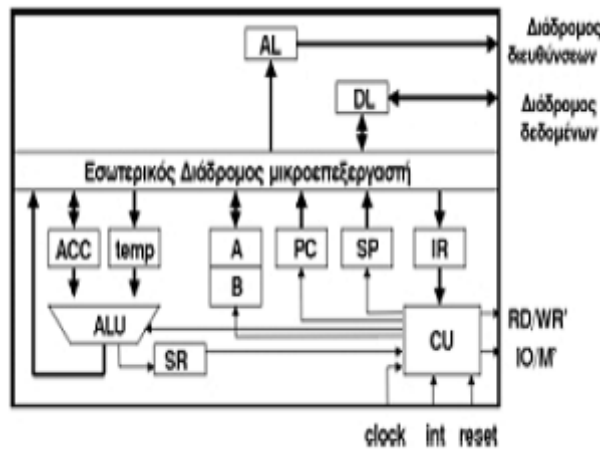 AL
Διάδρομος
διευθύνσεων
DL
Διάδρομος
δεδομένων
Εσωτερικός Διάδρομος μικροεπεξεργαστή
ACC
temp
A
B
PC
SP
IR
ALU
SR
CU
RD/WR'
IO/M'
clock
int
reset